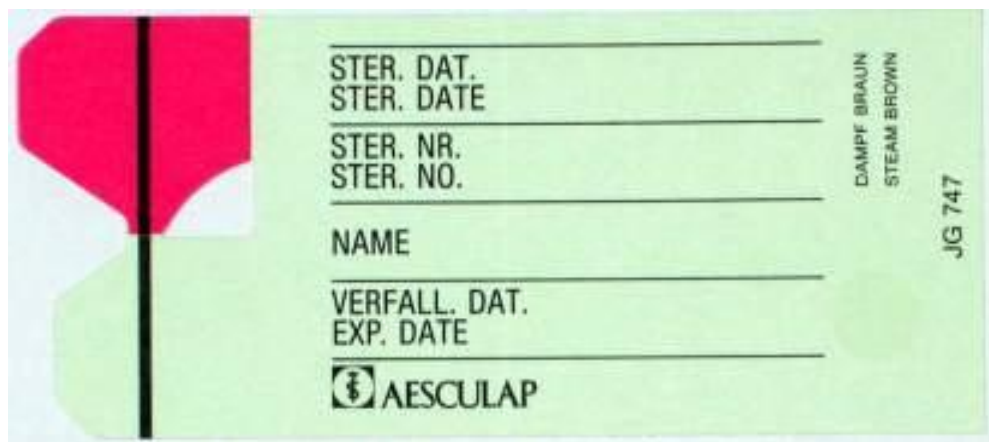 STER. DAT.
STER. DATE
STER. NR.
STER. NO.
NAME
VERFALL. DAT.
EXP. DATE
AESCULAP
DAMPF BRAUN
STEAM BROWN
JG 747